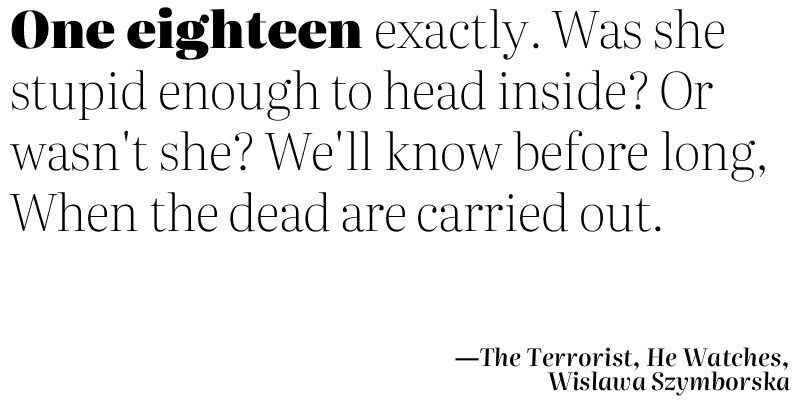 One eighteen exactly. Was she
stupid enough to head inside? Or
wasn't she? We'll know before long,
When the dead are carried out.
—The Terrorist, He Watches,
Wislawa Szymborska